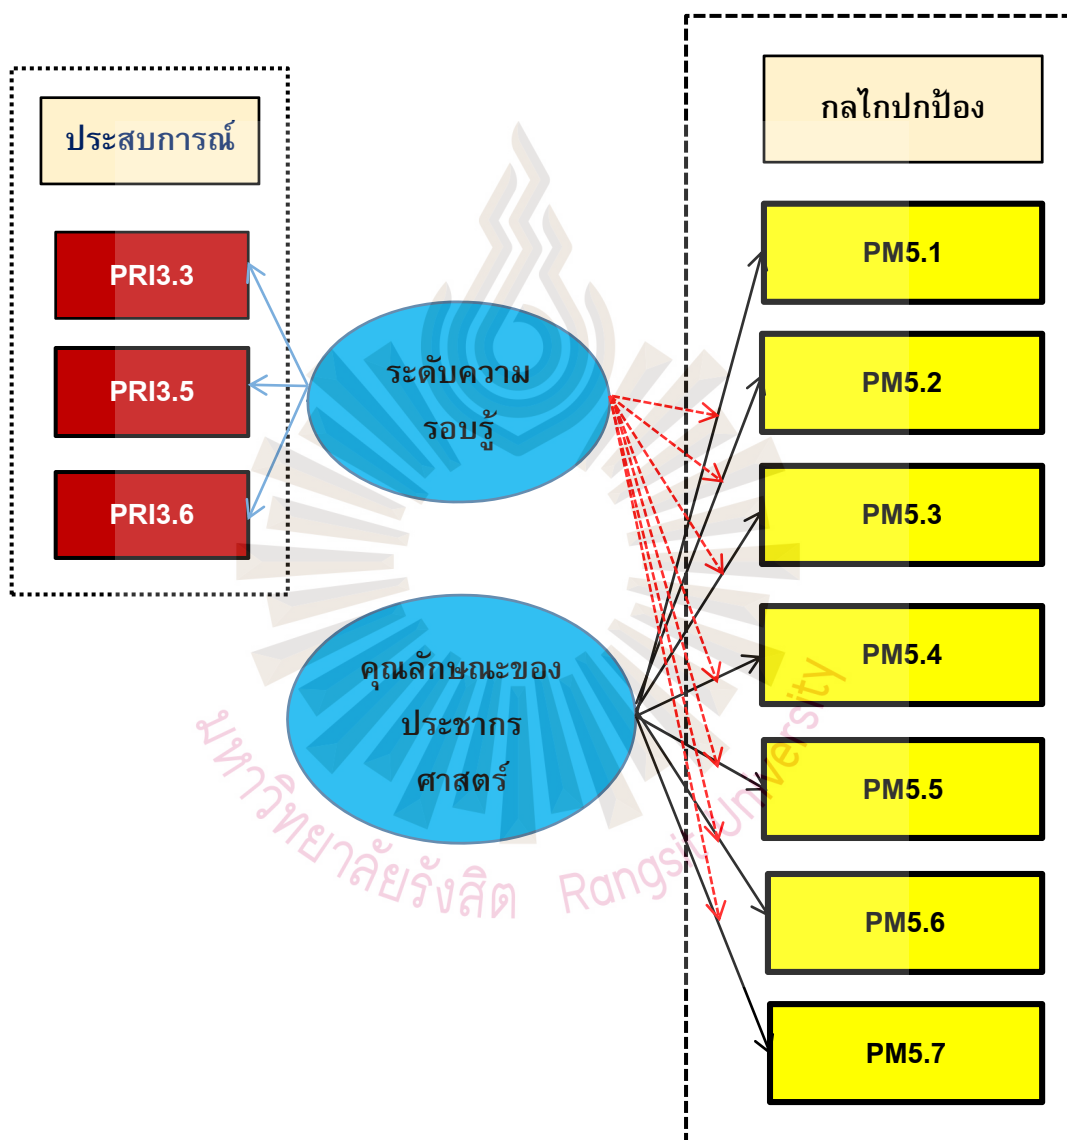 ประสบการณ์
PRI3.3
PRI3.5
PRI3.6
ระดับความ
รอบรู้
คุณลักษณะของ
ประชากร
ศาสตร์
กลไกปกป้อง
PM5.1
PM5.2
PM5.3
PM5.4
PM5.5
PM5.6
PM5.7
มหาวิทยาลัยรังสิต Rangsit University